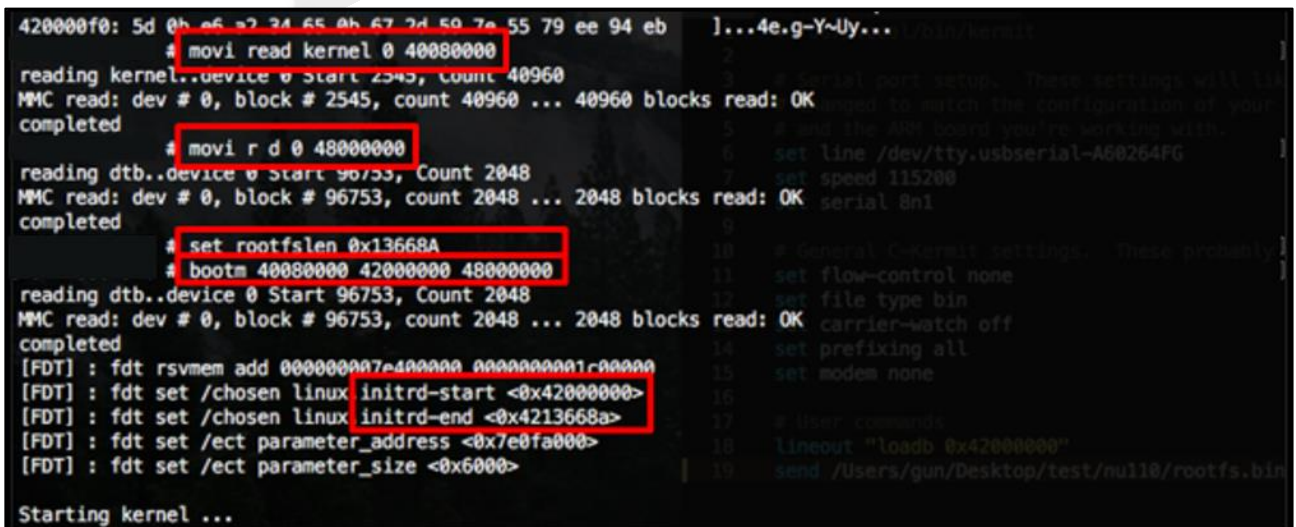 420000f0: 5d 0b e6 a2 34 65 0b 67 2d 59 7e 55 79 ee 94 eb ]...4e.g-Y~Uy...
# movi read kernel 0 40080000
reading kernel..device 0 Start 2545, Count 40960
MMC read: dev # 0, block # 2545, count 40960 ... 40960 blocks read: OK
completed
# movi r d 0 48000000
reading dtb..device 0 Start 96753, Count 2048
MMC read: dev # 0, block # 96753, count 2048 ... 2048 blocks read: OK
completed
# set rootfslen 0x13668A
# bootm 40080000 42000000 48000000
reading dtb..device 0 Start 96753, Count 2048
MMC read: dev # 0, block # 96753, count 2048 ... 2048 blocks read: OK
completed
[FDT] : fdt rsvmem add 000000007e400000 0000000001c00000
[FDT] : fdt set /chosen linux,initrd-start <0x42000000>
[FDT] : fdt set /chosen linux,initrd-end <0x4213668a>
[FDT] : fdt set /ect parameter_address <0x7e0fa000>
[FDT] : fdt set /ect parameter_size <0x6000>
Starting kernel ...
/bin/kermit
2
3 # Serial port setup. These settings will
to match the configuration of your
5 # and the ARM board you're working with.
6 set line /dev/tty.usbserial-A60264FG
7 set speed 115200
set serial 8n1
9
10 # General C-Kermit settings. These probably
11 set flow-control none
12 set file type bin
carrier-watch off
14 set prefixing all
15 set modem none
16
17 # User commands
18 lineout "loadb 0x42000000"
19 send /Users/gun/Desktop/test/nu110/rootfs.bin